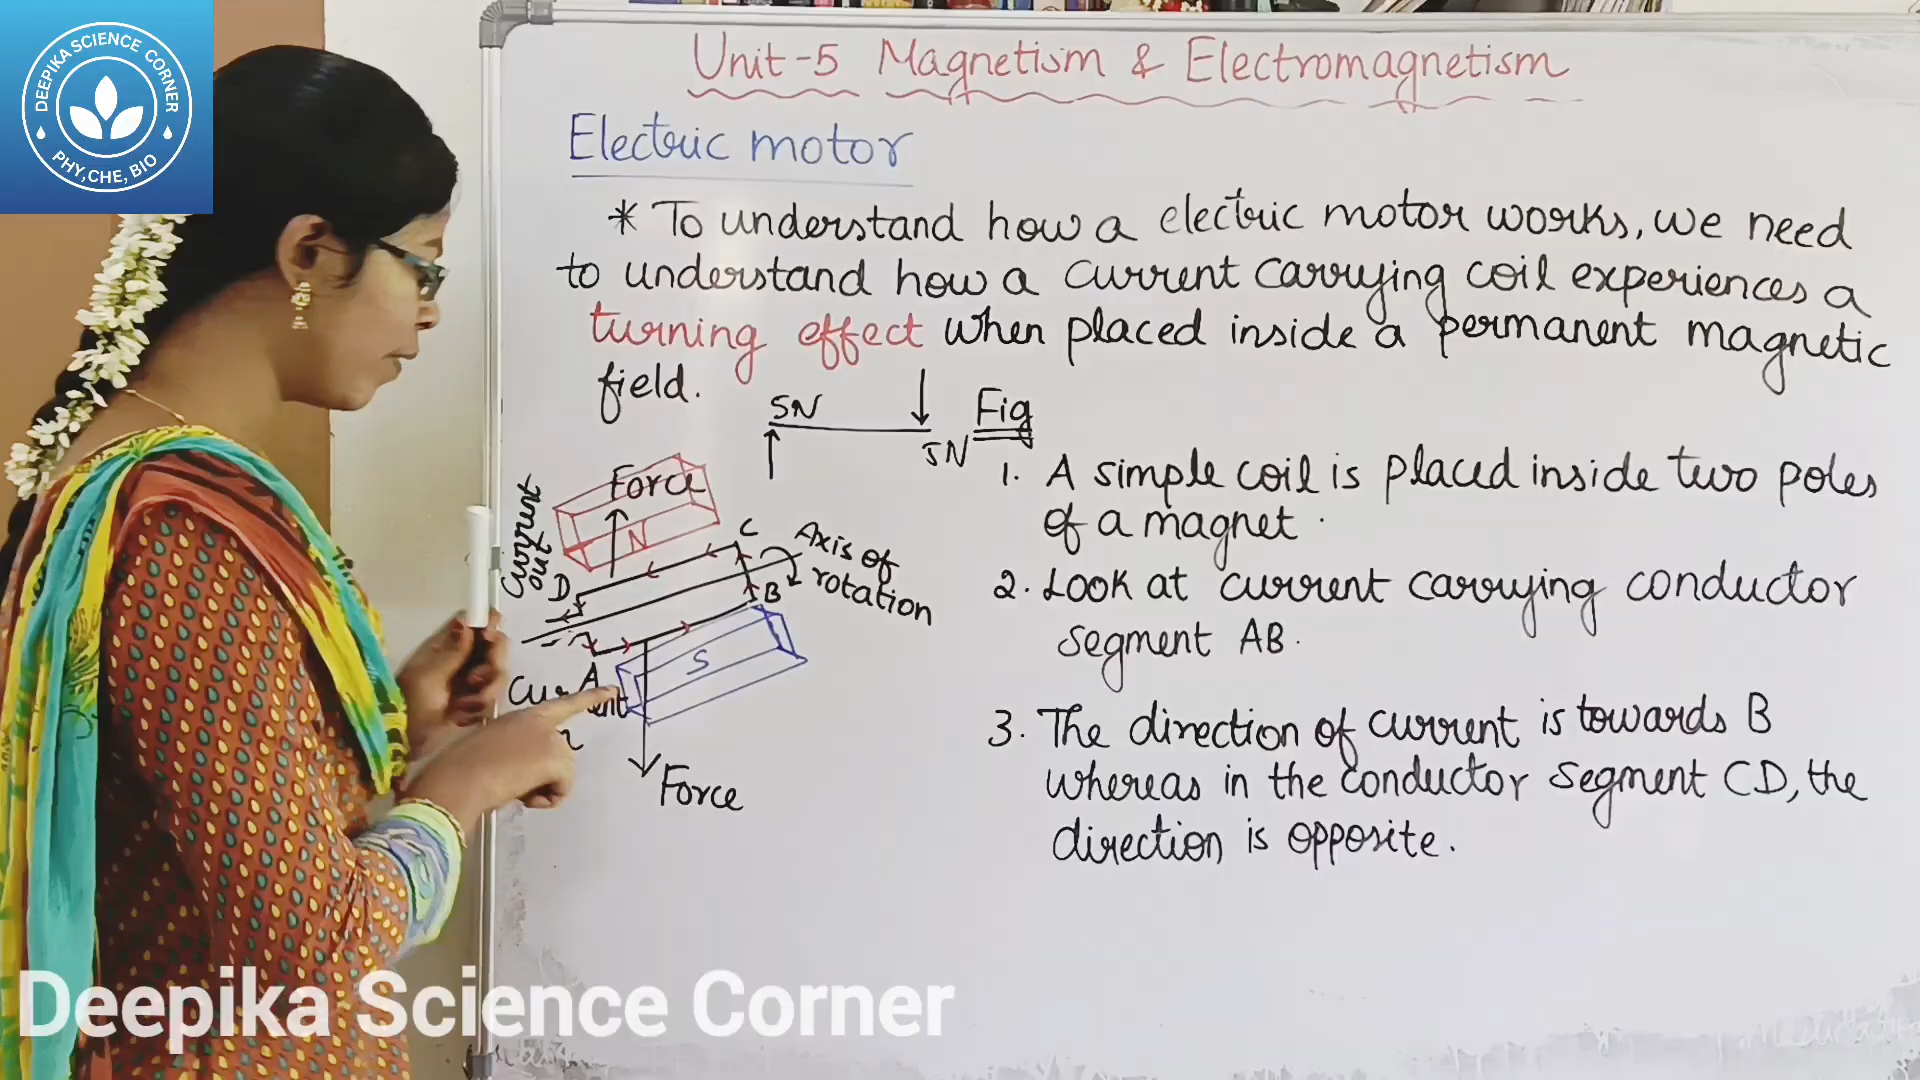 DEEPIKA SCIENCE CORNER
PHY,CHE, BIO
Unit-5 Magnetism & Electromagnetism
Electric motor
* To understand how a electric motor works, we need
to understand how a current carrying coil experiences a
turning effect when placed inside a permanent magnetic
field.
SN
SN
Fig
1. A simple coil is placed inside two poles
of a magnet.
2. Look at current carrying conductor
segment AB.
3. The direction of current is towards B
whereas in the conductor segment CD, the
direction is opposite.
Force
N
Current
out
C
Axis of
rotation
D
B
A
S
Force
Deepika Science Corner